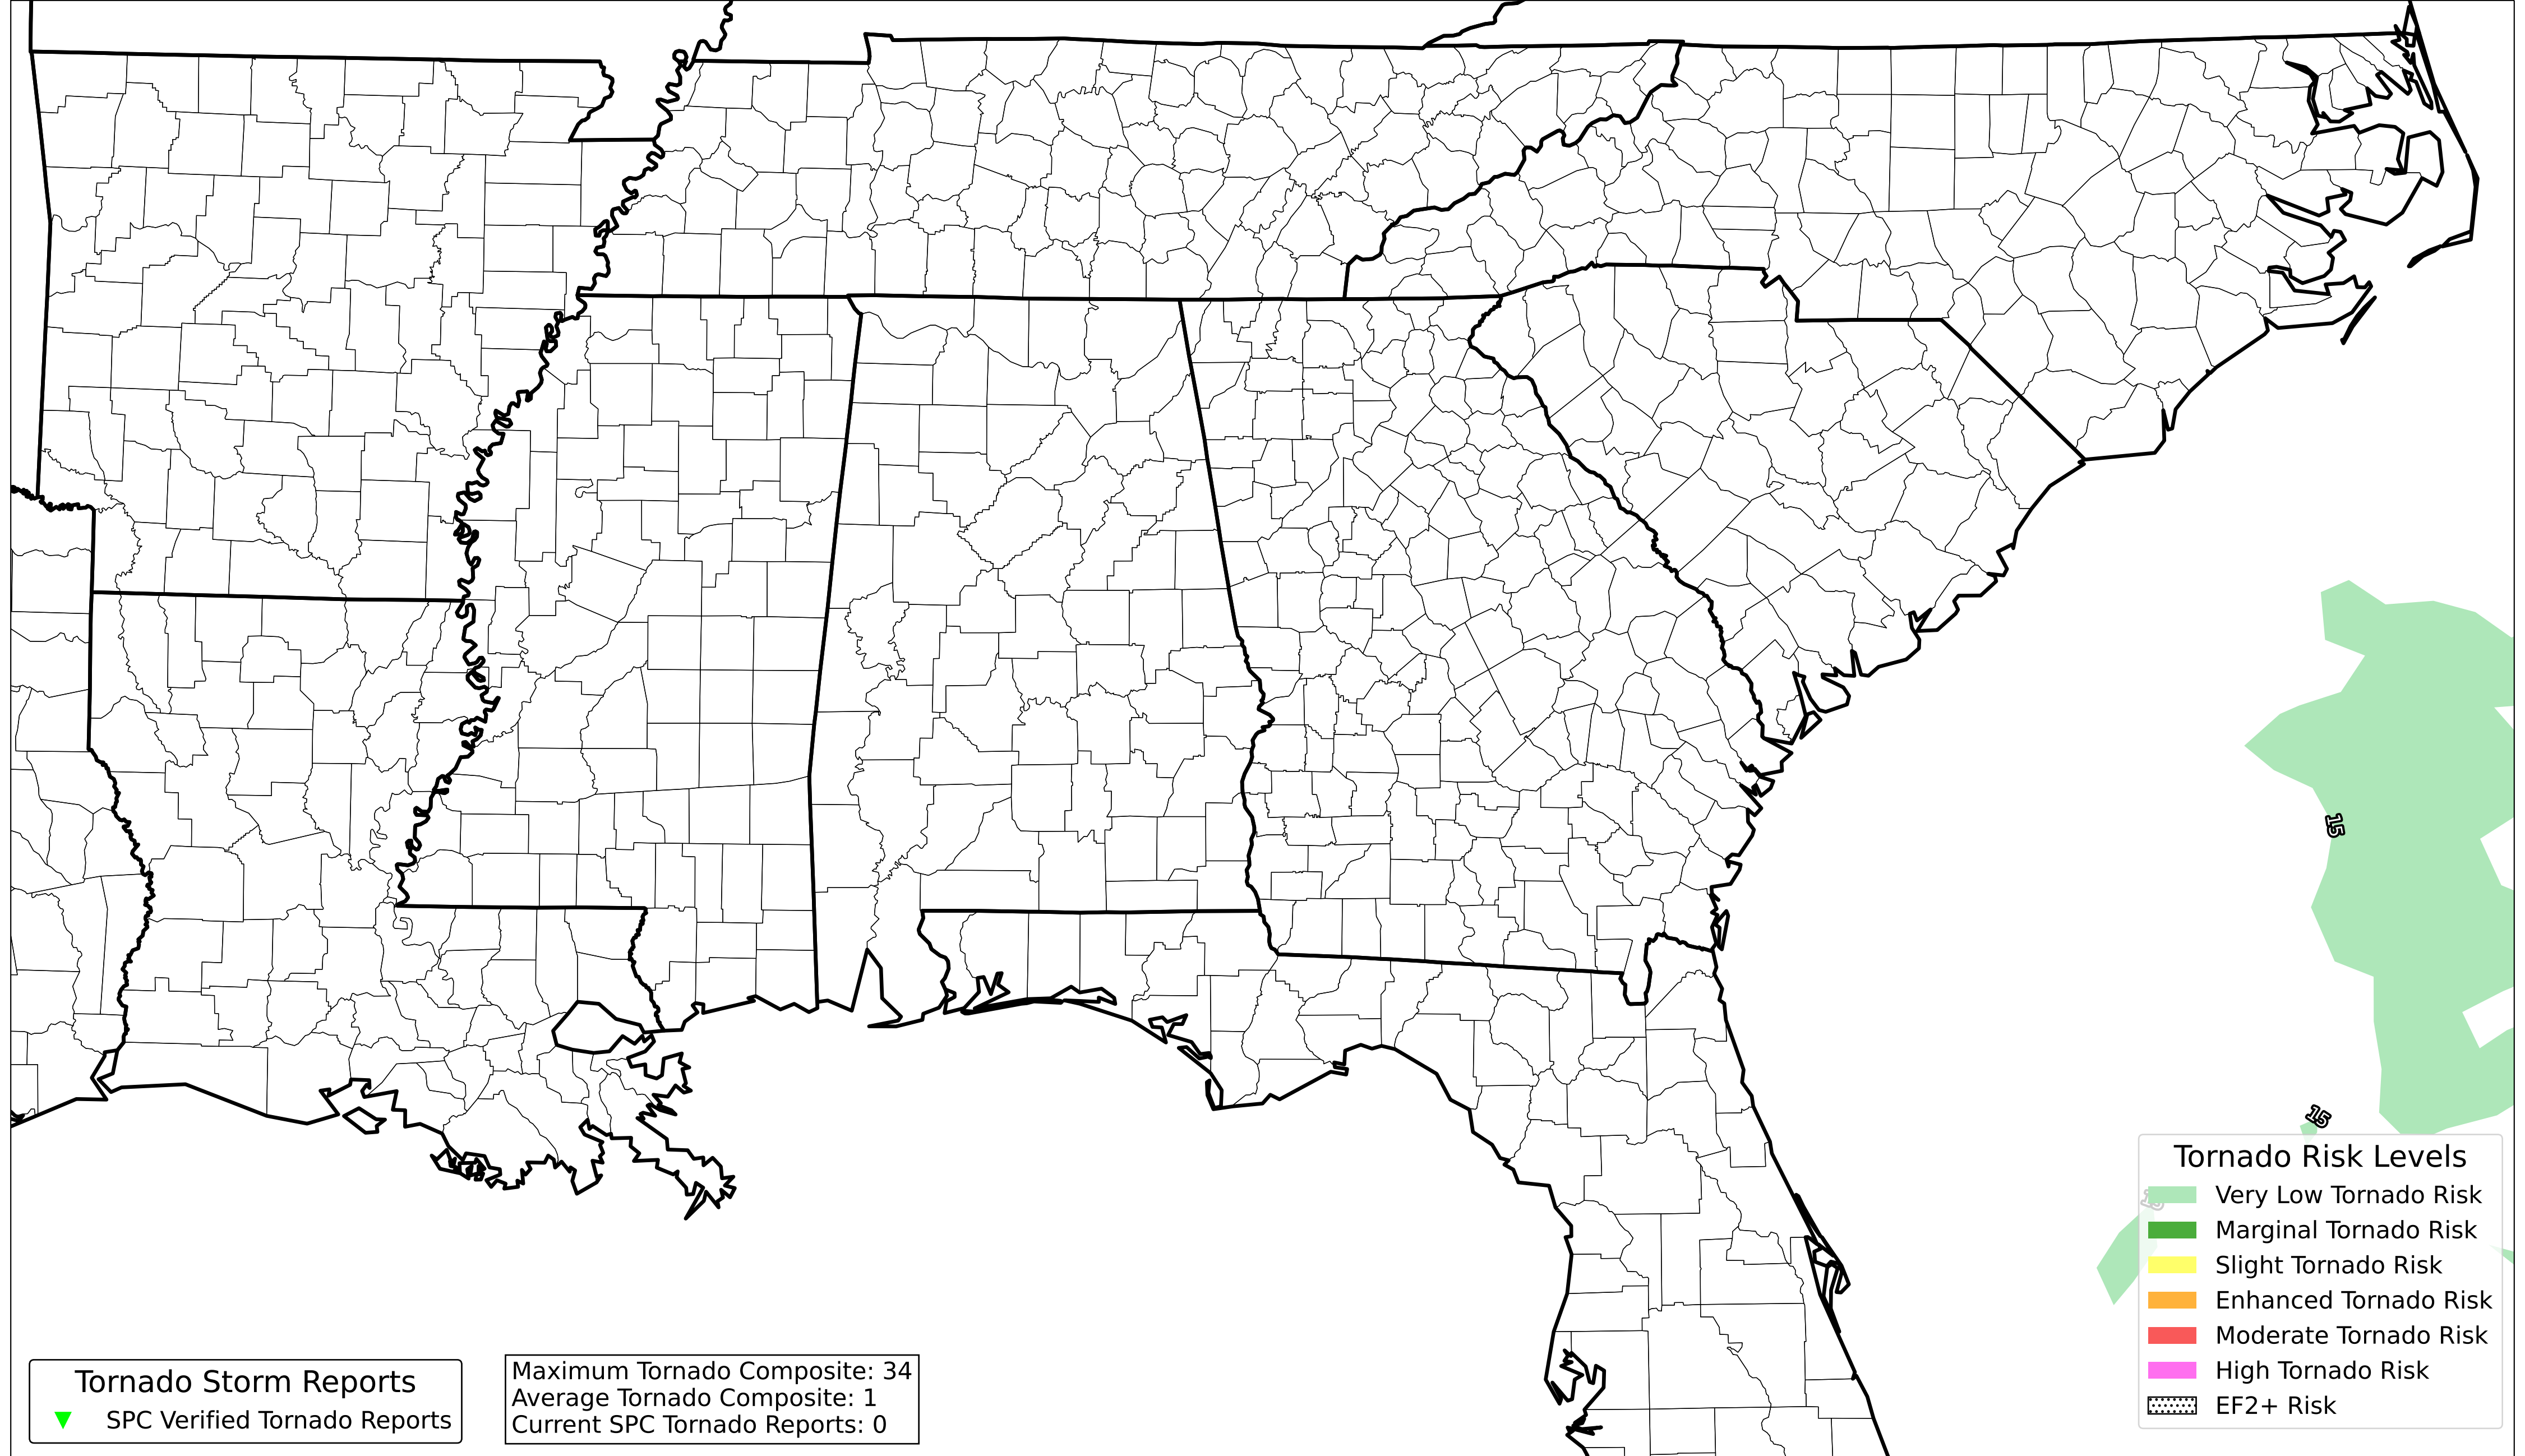 15
15
Tornado Risk Levels
Very Low Tornado Risk
Marginal Tornado Risk
Slight Tornado Risk
Enhanced Tornado Risk
Moderate Tornado Risk
High Tornado Risk
EF2+ Risk
Tornado Storm Reports
SPC Verified Tornado Reports
Maximum Tornado Composite: 34
Average Tornado Composite: 1
Current SPC Tornado Reports: 0